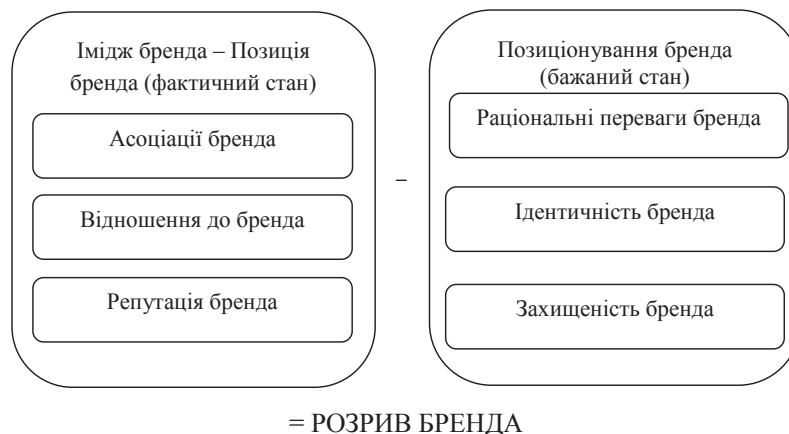 Імідж бренда – Позиція
бренда (фактичний стан)
Асоціації бренда
Відношення до бренда
Репутація бренда
–
Позиціонування бренда
(бажаний стан)
Раціональні переваги бренда
Ідентичність бренда
Захищеність бренда
= РОЗРИВ БРЕНДА